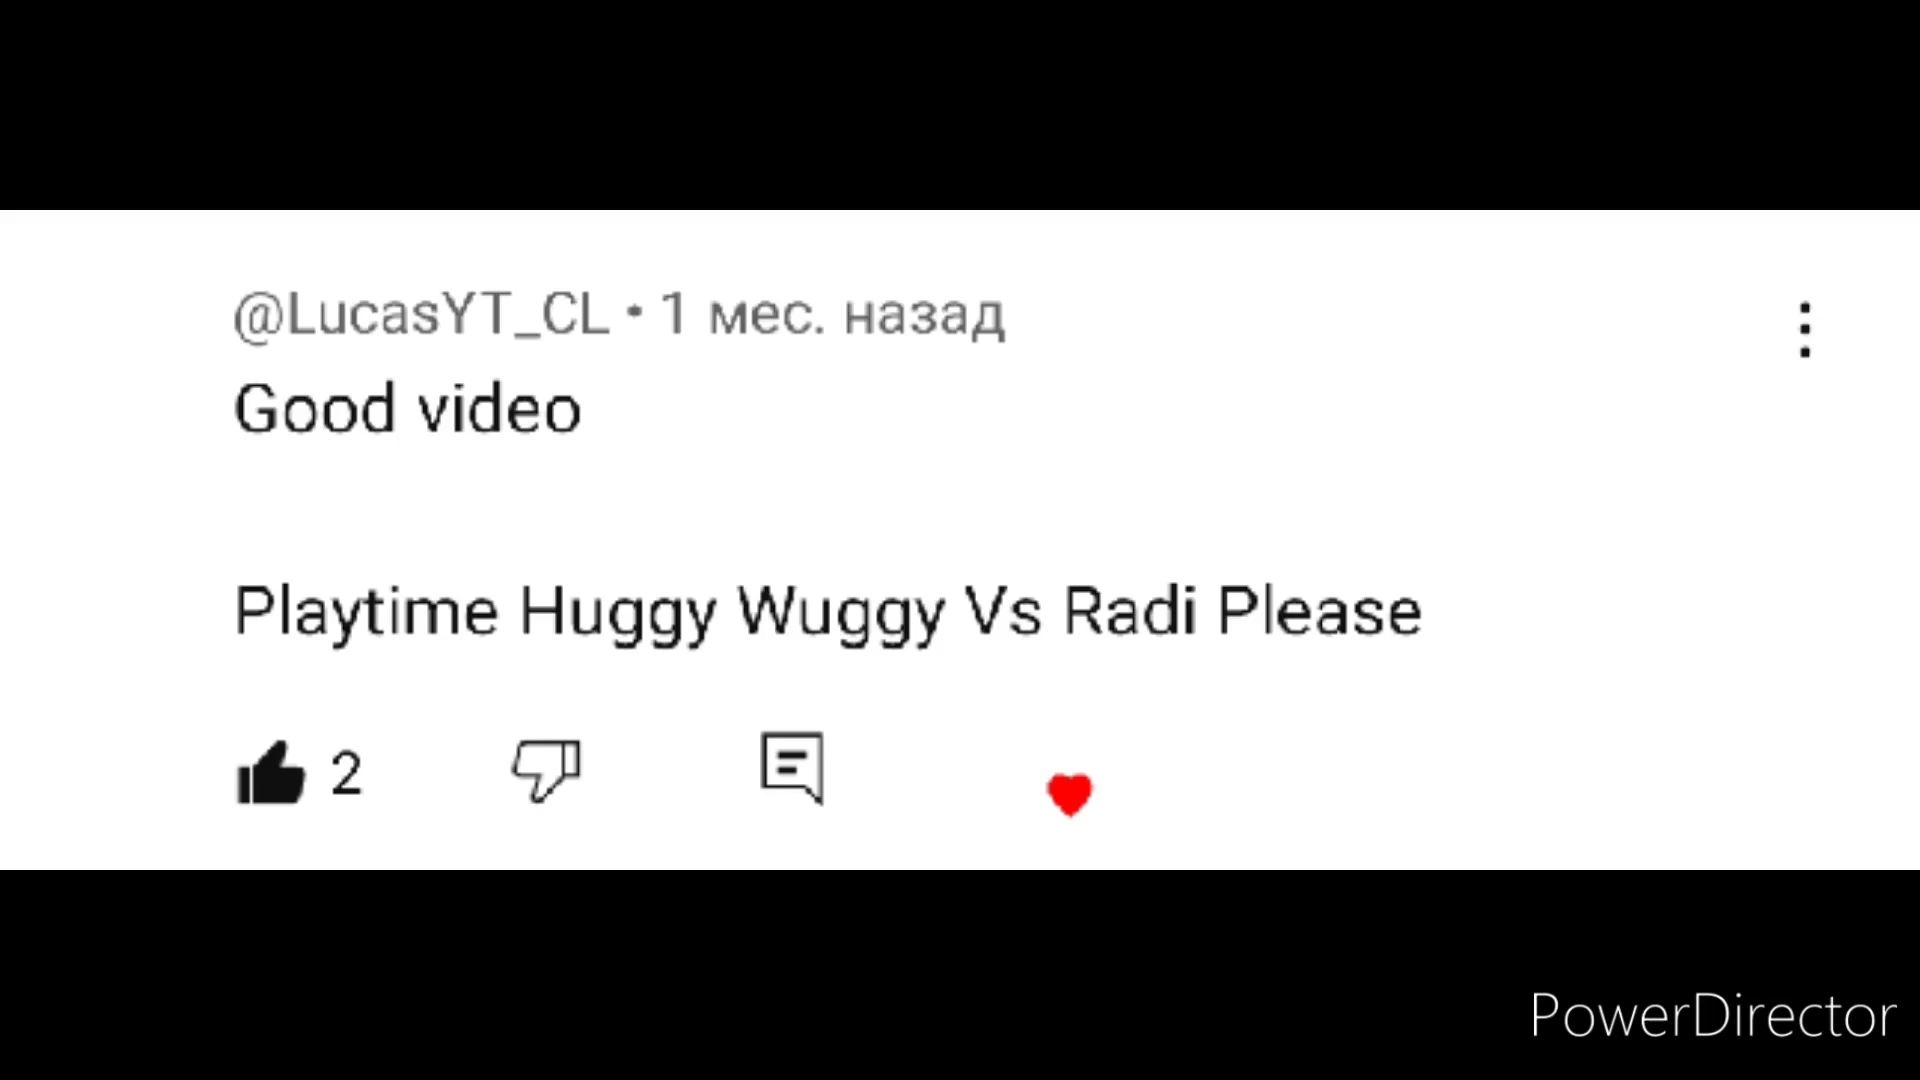 @LucasYT_CL • 1 мес. назад
Good video
Playtime Huggy Wuggy Vs Radi Please
2
PowerDirector